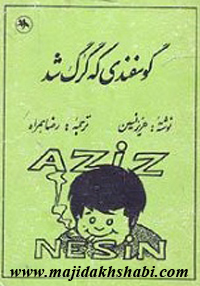 گوسفندی که گرگ شد
نوشتهٔ : عزیز نسین
ترجمهٔ : رضا همراه
AZIZ
NESIN
www.majidakhshabi.com